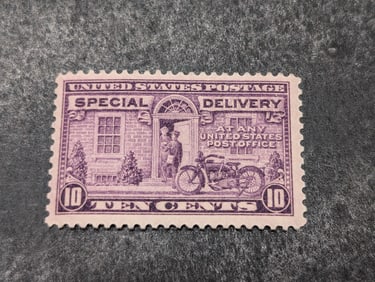 UNITED STATES POSTAGE
SPECIAL DELIVERY
AT ANY
UNITED STATES
POST OFFICE
10 TEN CENTS 10